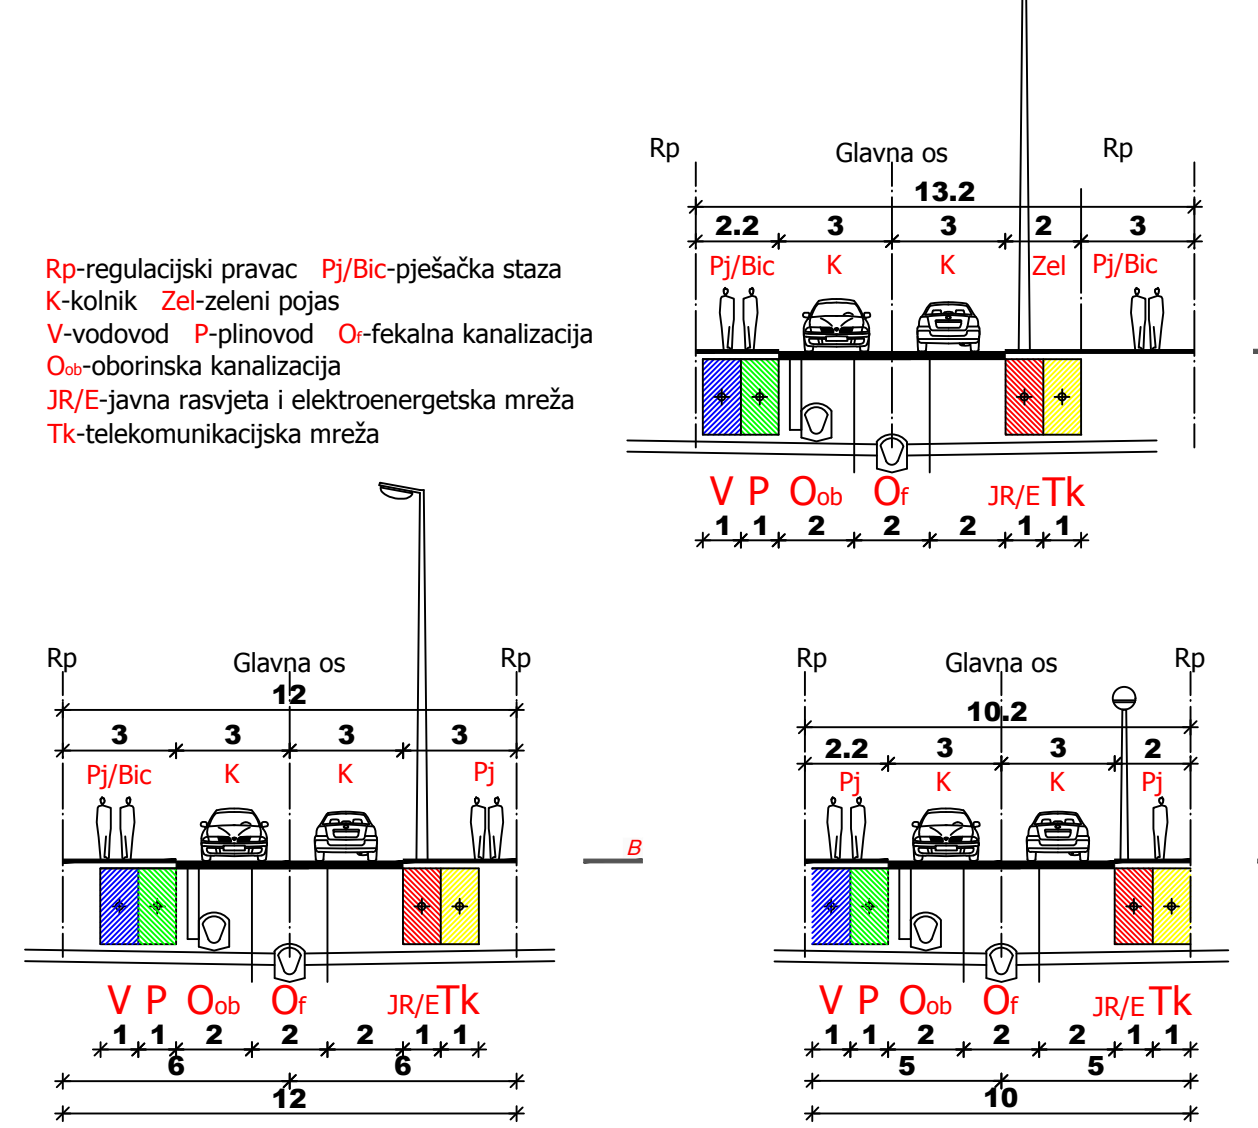 Rp Glavna os Rp
13.2
2.2 3 3 2 3
Pj/Bic K K Zel Pj/Bic
V P Oob Of JR/E Tk
1 1 2 2 2 1 1
Rp-regulacijski pravac Pj/Bic-pješačka staza
K-kolnik Zel-zeleni pojas
V-vodovod P-plinovod Of-fekalna kanalizacija
Oob-oborinska kanalizacija
JR/E-javna rasvjeta i elektroenergetska mreža
Tk-telekomunikacijska mreža
Rp Glavna os Rp
12
3 3 3 3
Pj/Bic K K Pj
V P Oob Of JR/E Tk
1 1 2 2 2 1 1
6 6
12
B
Rp Glavna os Rp
10.2
2.2 3 3 2
Pj K K Pj
V P Oob Of JR/E Tk
1 1 2 2 2 1 1
5 5
10